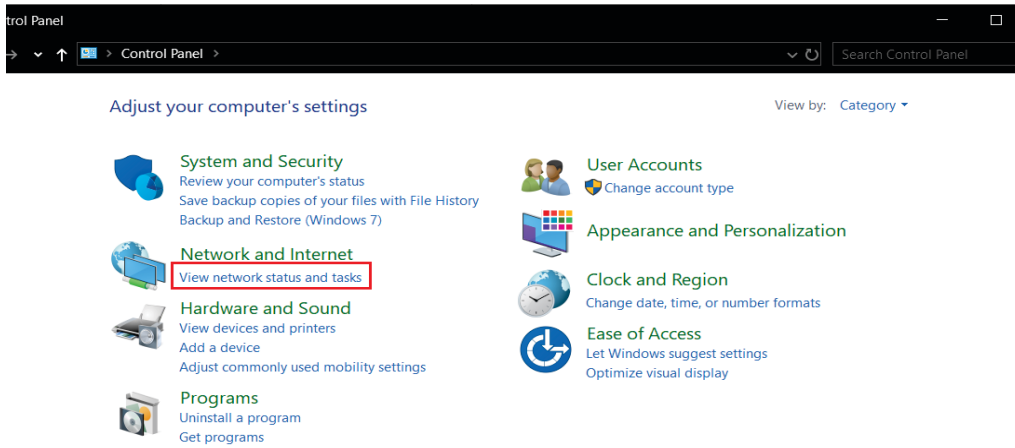 trol Panel
Control Panel
Search Control Panel
Adjust your computer's settings
View by: Category
System and Security
Review your computer's status
Save backup copies of your files with File History
Backup and Restore (Windows 7)
Network and Internet
View network status and tasks
Hardware and Sound
View devices and printers
Add a device
Adjust commonly used mobility settings
Programs
Uninstall a program
Get programs
User Accounts
Change account type
Appearance and Personalization
Clock and Region
Change date, time, or number formats
Ease of Access
Let Windows suggest settings
Optimize visual display